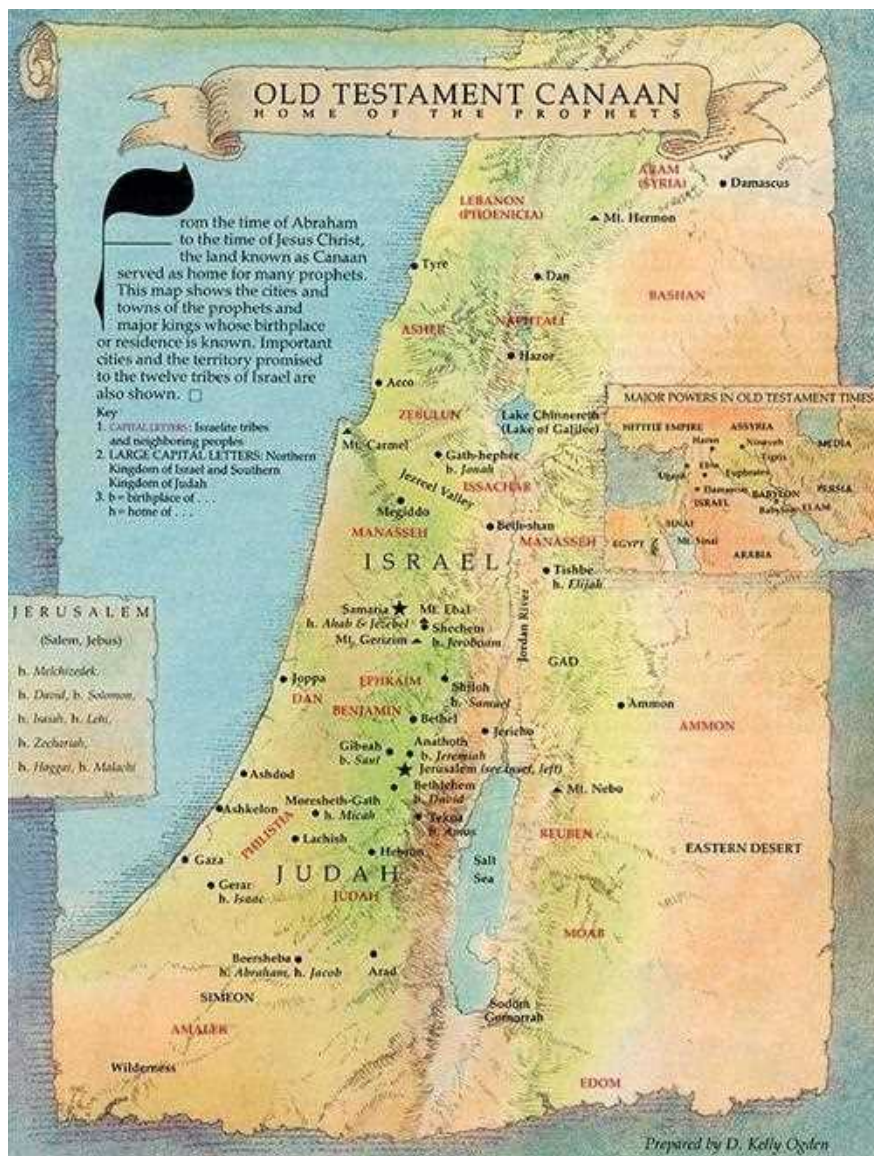 OLD TESTAMENT CANAAN
HOME OF THE PROPHETS
From the time of Abraham
to the time of Jesus Christ,
the land known as Canaan
served as home for many prophets.
This map shows the cities and
towns of the prophets and
major kings whose birthplace
or residence is known. Important
cities and the territory promised
to the twelve tribes of Israel are
also shown. □
Key
1. CAPITAL LETTERS: Israelite tribes
and neighboring peoples
2. LARGE CAPITAL LETTERS: Northern
Kingdom of Israel and Southern
Kingdom of Judah
3. b = birthplace of . . .
h = home of . . .
ARAM
(SYRIA)
Damascus
LEBANON
(PHOENICIA)
Mt. Hermon
Tyre
Dan
BASHAN
ASHER
NAPHTALI
Hazor
Acco
ZEBULUN
Lake Chinnereth
(Lake of Galilee)
Mt. Carmel
Gath-hepher
b. Jonah
Jezreel Valley
ISSACHAR
Megiddo
Beth-shan
MANASSEH
MANASSEH
ISRAEL
Tishbe
h. Elijah
MAJOR POWERS IN OLD TESTAMENT TIMES
HITTITE EMPIRE
ASSYRIA
Haran
Nineveh
MEDIA
Tigris
Ugarit
Ebla
Euphrates
Damascus
BABYLON
PERSIA
ISRAEL
Babylon
ELAM
SINAI
EGYPT
Mt. Sinai
ARABIA
JERUSALEM
(Salem, Jebus)
h. Melchizedek,
h. David, b. Solomon,
h. Isaiah, h. Lehi,
h. Zechariah,
h. Haggai, h. Malachi
Samaria
h. Ahab & Jezebel
Mt. Ebal
Shechem
h. Jeroboam
Mt. Gerizim
Jordan River
GAD
Joppa
EPHRAIM
DAN
Shiloh
h. Samuel
BENJAMIN
Bethel
Ammon
AMMON
Jericho
Gibeah
b. Saul
Anathoth
b. Jeremiah
Jerusalem (see inset, left)
Ashdod
Bethlehem
b. David
Mt. Nebo
Moresheth-Gath
h. Micah
Ashkelon
Tekoa
h. Amos
PHILISTIA
REUBEN
Lachish
EASTERN DESERT
Gaza
Hebron
Salt
Sea
JUDAH
Gerar
h. Isaac
JUDAH
MOAB
Beersheba
h. Abraham, h. Jacob
Arad
SIMEON
Sodom
Gomorrah
AMALEK
Wilderness
EDOM
Prepared by D. Kelly Ogden